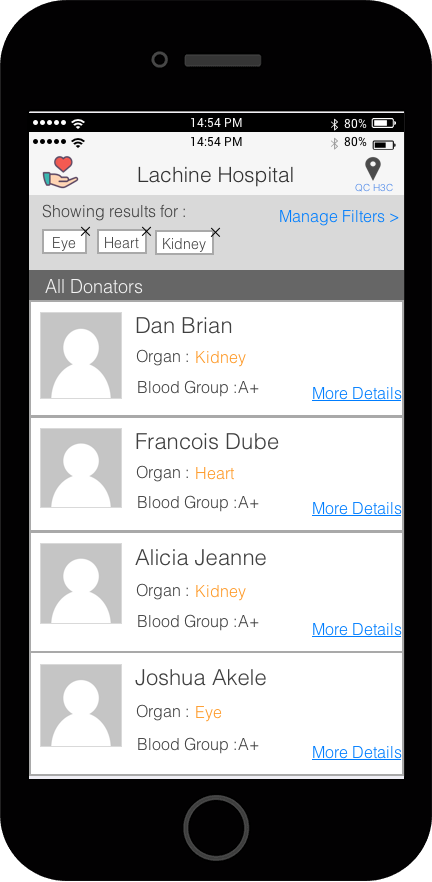 14:54 PM 80%
14:54 PM 80%
Lachine Hospital
QC H3C
Showing results for :
Manage Filters >
Eye Heart Kidney
All Donators
Dan Brian
Organ : Kidney
Blood Group :A+
More Details
Francois Dube
Organ : Heart
Blood Group :A+
More Details
Alicia Jeanne
Organ : Kidney
Blood Group :A+
More Details
Joshua Akele
Organ : Eye
Blood Group :A+
More Details